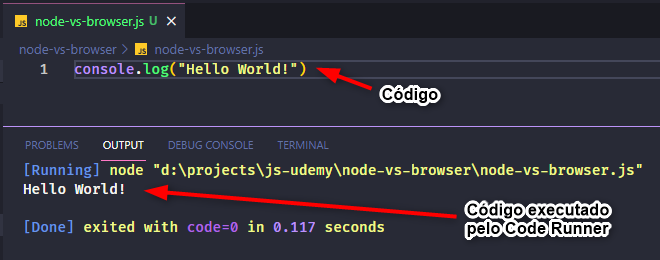 JS node-vs-browser.js U
node-vs-browser > JS node-vs-browser.js
1 console.log("Hello World!")
Código
PROBLEMS OUTPUT DEBUG CONSOLE TERMINAL
[Running] node "d:\projects\js-udemy\node-vs-browser\node-vs-browser.js"
Hello World!
Código executado
pelo Code Runner
[Done] exited with code=0 in 0.117 seconds